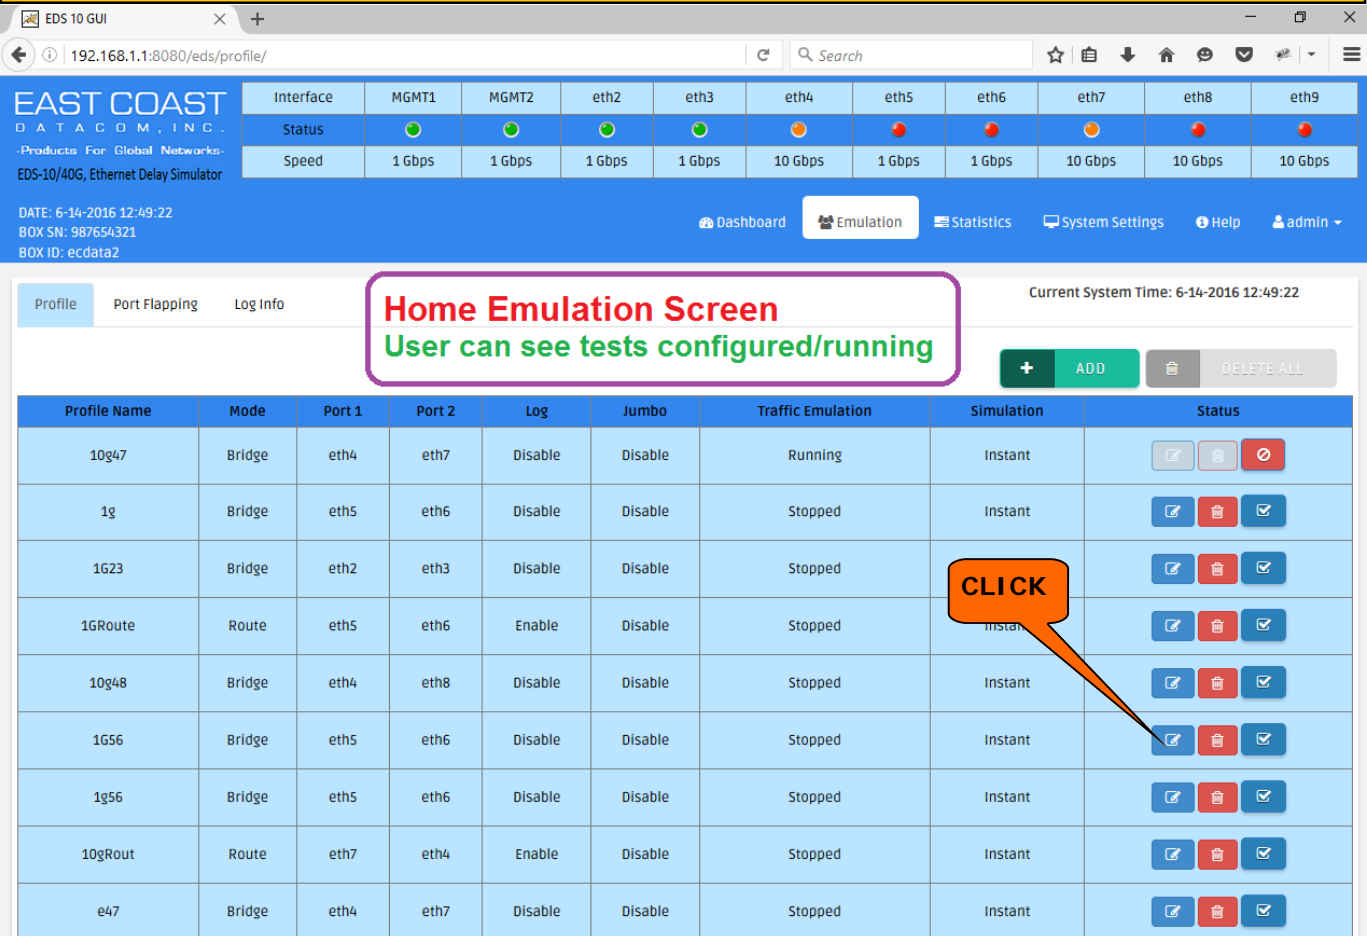 EDS 10 GUI
192.168.1.1:8080/eds/profile/
Search
EAST COAST
DATACOM, INC.
-Products For Global Networks-
EDS-10/40G, Ethernet Delay Simulator
Interface MGMT1 MGMT2 eth2 eth3 eth4 eth5 eth6 eth7 eth8 eth9
Status
Speed 1 Gbps 1 Gbps 1 Gbps 1 Gbps 10 Gbps 1 Gbps 1 Gbps 10 Gbps 10 Gbps 10 Gbps
DATE: 6-14-2016 12:49:22
BOX SN: 987654321
BOX ID: ecdata2
Dashboard Emulation Statistics System Settings Help admin
Profile Port Flapping Log Info
Home Emulation Screen
User can see tests configured/running
Current System Time: 6-14-2016 12:49:22
+ ADD DELETE ALL
Profile Name Mode Port 1 Port 2 Log Jumbo Traffic Emulation Simulation Status
10g47 Bridge eth4 eth7 Disable Disable Running Instant
1g Bridge eth5 eth6 Disable Disable Stopped Instant
1G23 Bridge eth2 eth3 Disable Disable Stopped
CLICK
1GRoute Route eth5 eth6 Enable Disable Stopped Instan
10g48 Bridge eth4 eth8 Disable Disable Stopped Instant
1G56 Bridge eth5 eth6 Disable Disable Stopped Instant
1g56 Bridge eth5 eth6 Disable Disable Stopped Instant
10gRout Route eth7 eth4 Enable Disable Stopped Instant
e47 Bridge eth4 eth7 Disable Disable Stopped Instant